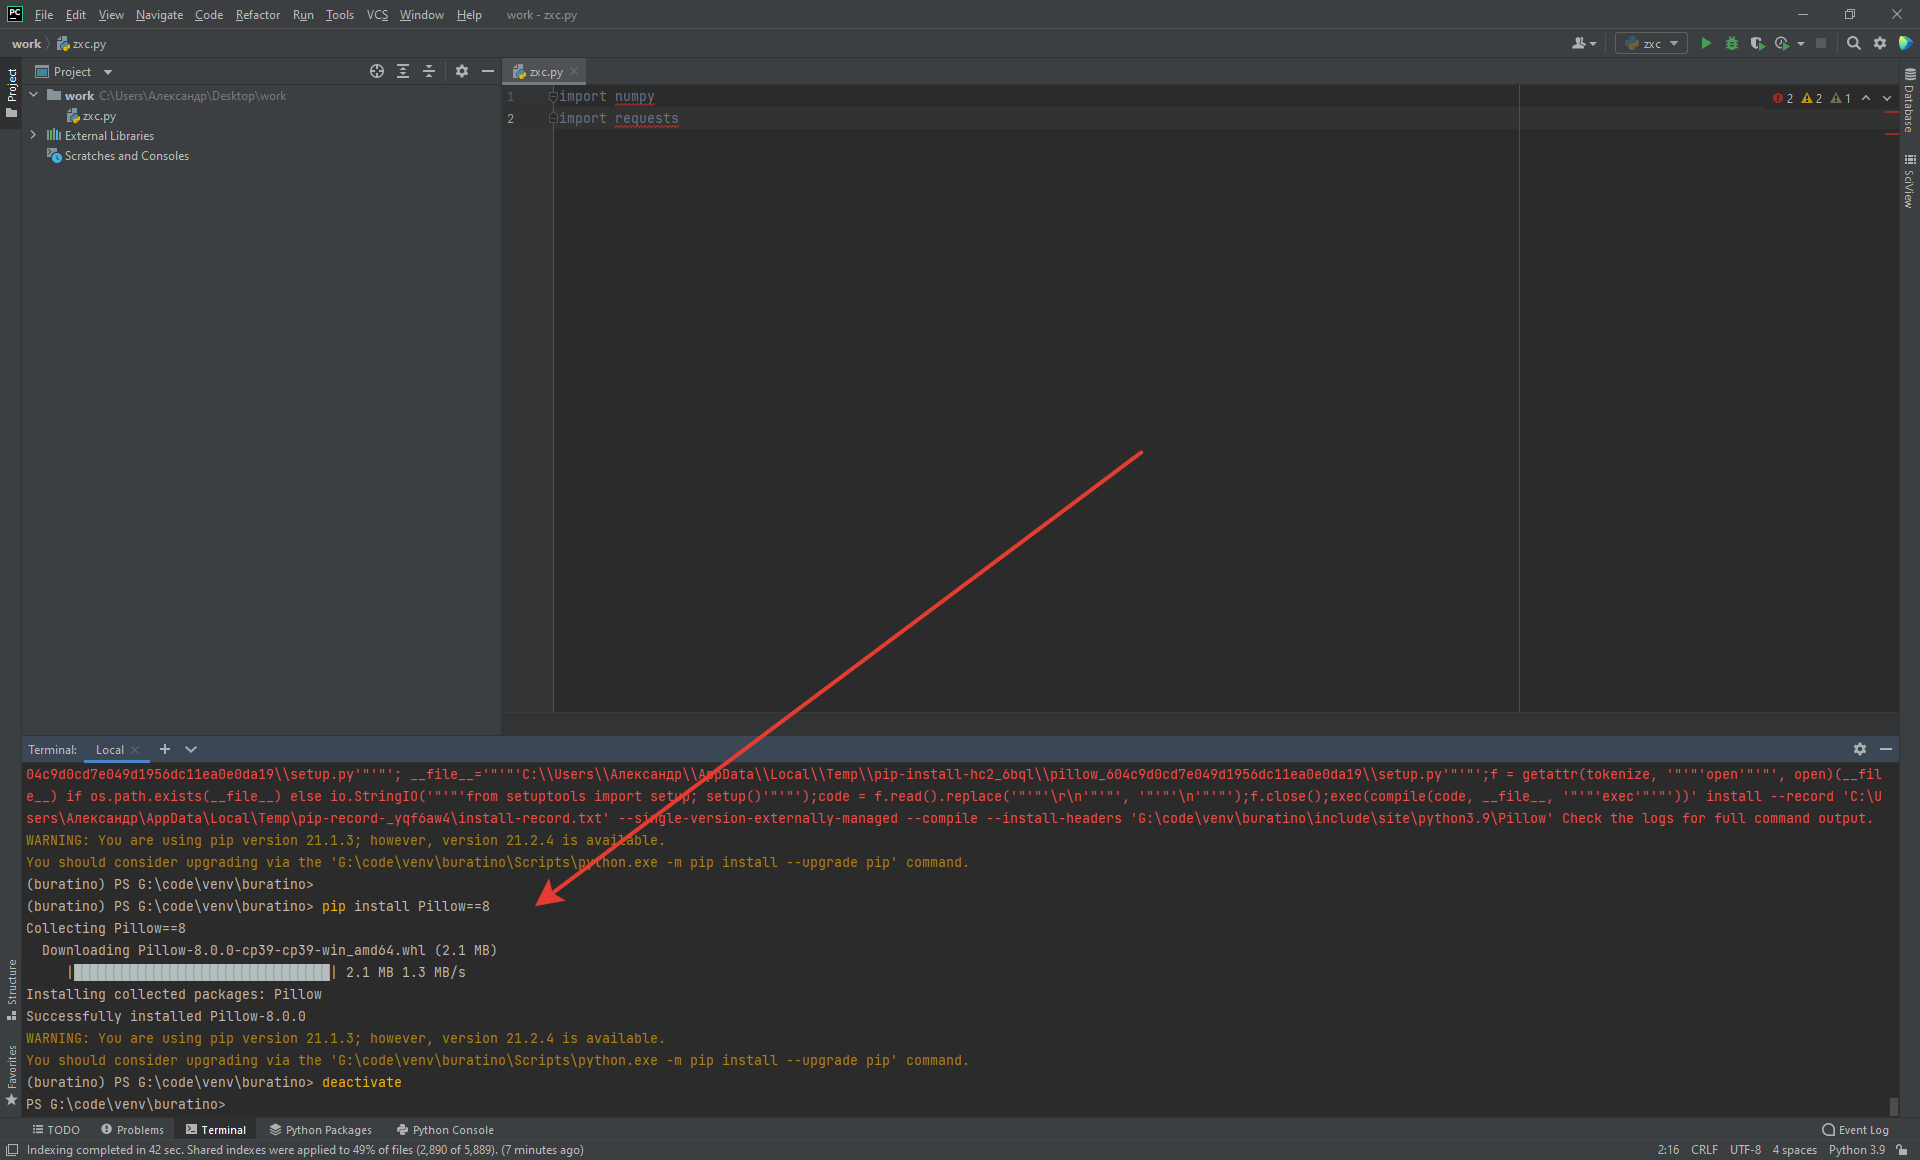 PC File Edit View Navigate Code Refactor Run Tools VCS Window Help work - zxc.py
work zxc.py zxc
Project
Project
work C:\Users\Александр\Desktop\work
zxc.py
External Libraries
Scratches and Consoles
zxc.py
1 import numpy
2 import requests
2 2 1
Database
SciView
Terminal: Local
04c9d0cd7e049d1956dc11ea0e0da19\\setup.py'"'"'; __file__='"'"'C:\\Users\\Александр\\AppData\\Local\\Temp\\pip-install-hc2_6bql\\pillow_604c9d0cd7e049d1956dc11ea0e0da19\\setup.py'"'"';f = getattr(tokenize, '"'"'open'"'"', open)(__fil
e__) if os.path.exists(__file__) else io.StringIO('"'"'from setuptools import setup; setup()'"'"');code = f.read().replace('"'"'\r\n'"'"', '"'"'\n'"'"');f.close();exec(compile(code, __file__, '"'"'exec'"'"'))' install --record 'C:\U
sers\Александр\AppData\Local\Temp\pip-record-_yqf6aw4\install-record.txt' --single-version-externally-managed --compile --install-headers 'G:\code\venv\buratino\include\site\python3.9\Pillow' Check the logs for full command output.
WARNING: You are using pip version 21.1.3; however, version 21.2.4 is available.
You should consider upgrading via the 'G:\code\venv\buratino\Scripts\python.exe -m pip install --upgrade pip' command.
(buratino) PS G:\code\venv\buratino>
(buratino) PS G:\code\venv\buratino> pip install Pillow==8
Collecting Pillow==8
Downloading Pillow-8.0.0-cp39-cp39-win_amd64.whl (2.1 MB)
| | 2.1 MB 1.3 MB/s
Installing collected packages: Pillow
Successfully installed Pillow-8.0.0
WARNING: You are using pip version 21.1.3; however, version 21.2.4 is available.
You should consider upgrading via the 'G:\code\venv\buratino\Scripts\python.exe -m pip install --upgrade pip' command.
(buratino) PS G:\code\venv\buratino> deactivate
PS G:\code\venv\buratino>
Structure
Favorites
TODO Problems Terminal Python Packages Python Console Event Log
Indexing completed in 42 sec. Shared indexes were applied to 49% of files (2,890 of 5,889). (7 minutes ago) 2:16 CRLF UTF-8 4 spaces Python 3.9